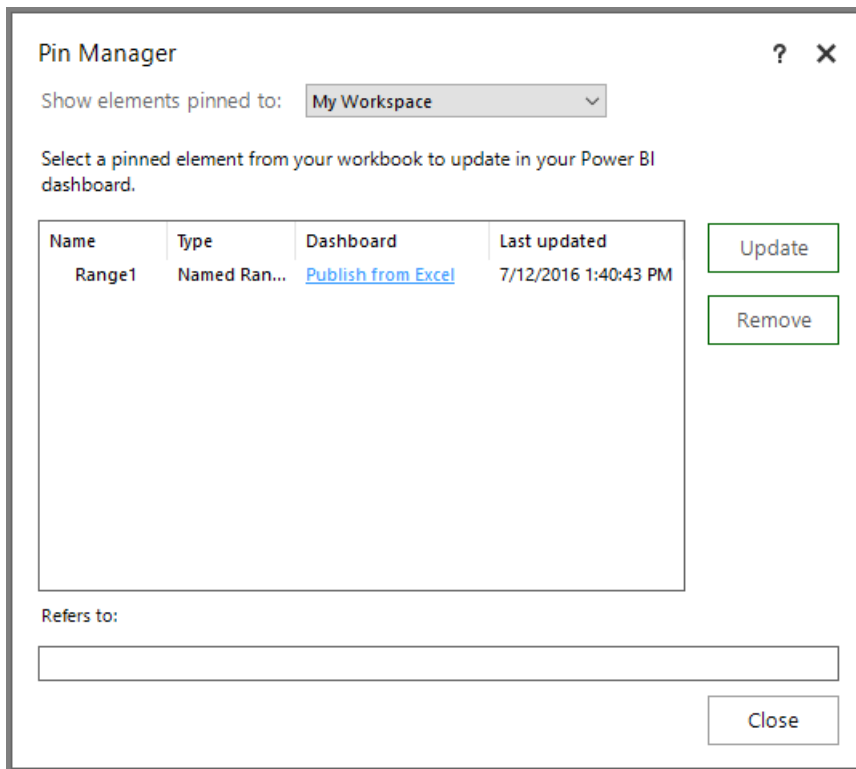 Pin Manager
? ✕
Show elements pinned to: My Workspace
Select a pinned element from your workbook to update in your Power BI
dashboard.
Name Type Dashboard Last updated
Range1 Named Ran... Publish from Excel 7/12/2016 1:40:43 PM
Update
Remove
Refers to:
Close